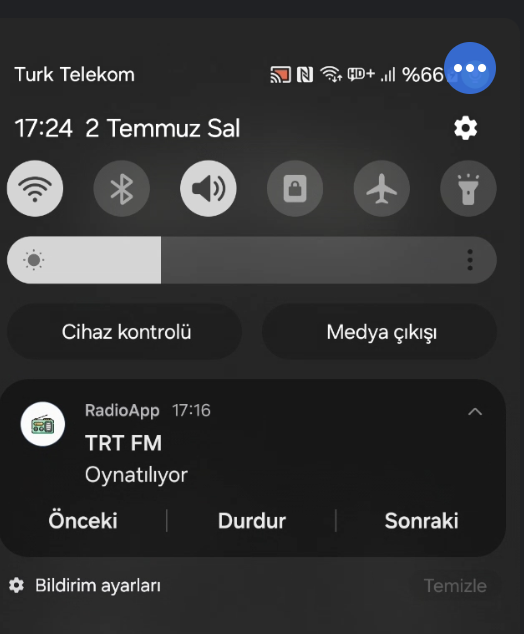 Turk Telekom HD+ %66
17:24 2 Temmuz Sal
Cihaz kontrolü Medya çıkışı
RadioApp 17:16
TRT FM
Oynatılıyor
Önceki Durdur Sonraki
Bildirim ayarları Temizle